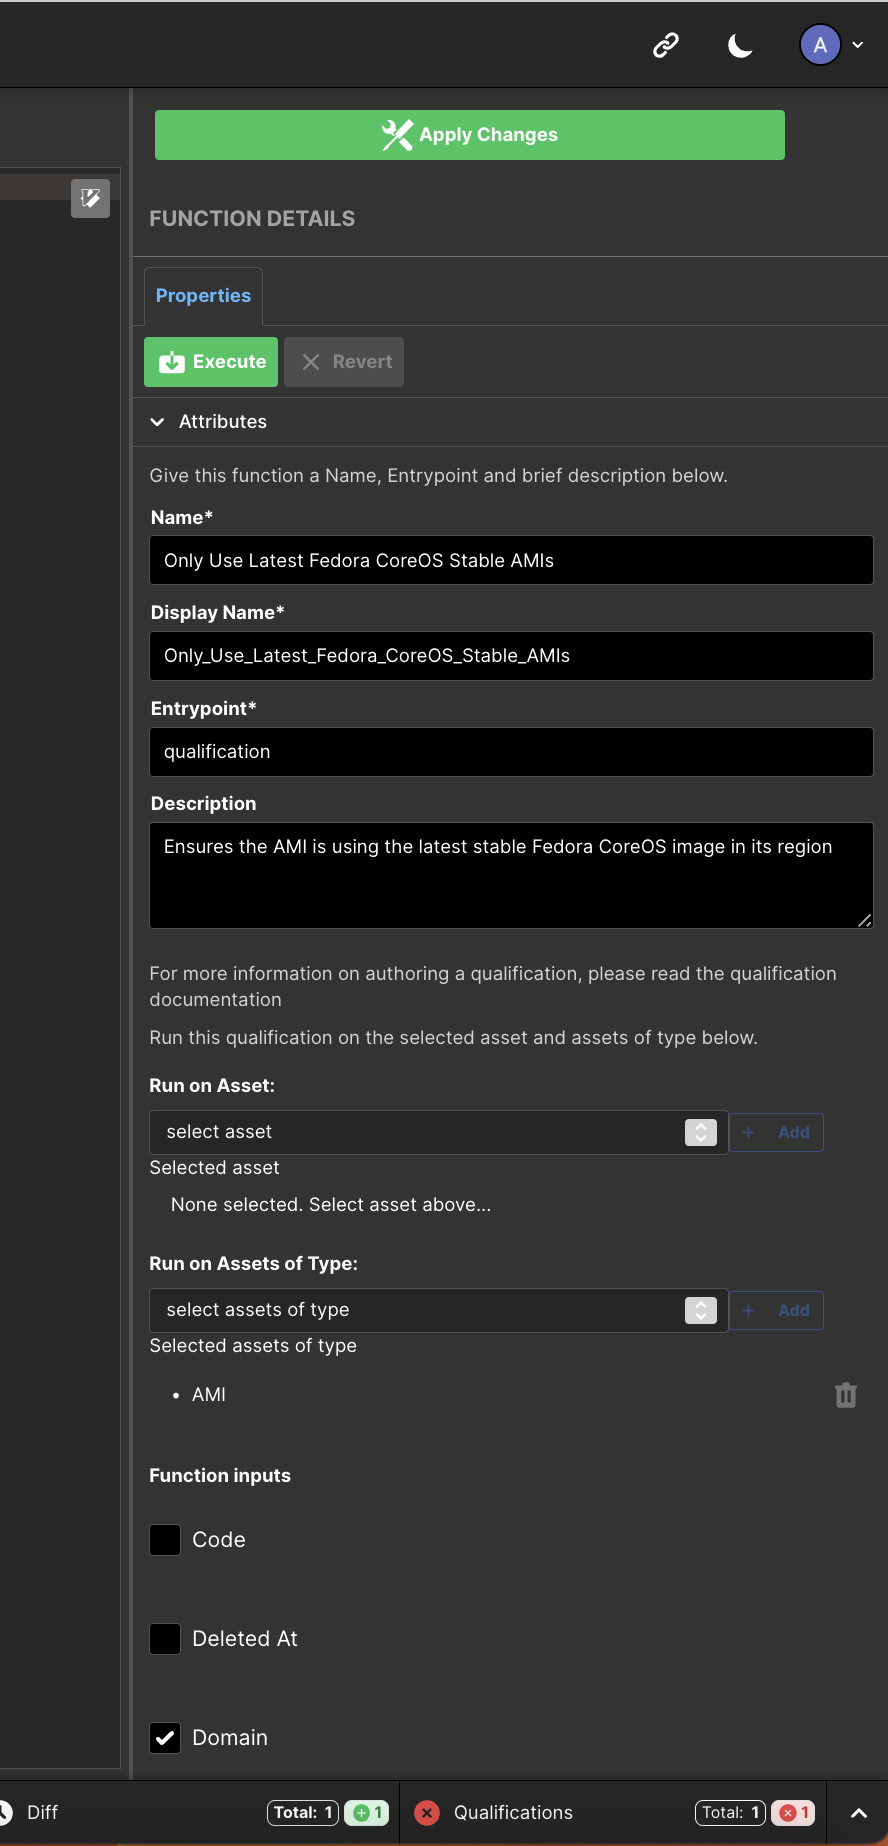 A
Apply Changes
FUNCTION DETAILS
Properties
Execute
Revert
Attributes
Give this function a Name, Entrypoint and brief description below.
Name*
Only Use Latest Fedora CoreOS Stable AMIs
Display Name*
Only_Use_Latest_Fedora_CoreOS_Stable_AMIs
Entrypoint*
qualification
Description
Ensures the AMI is using the latest stable Fedora CoreOS image in its region
For more information on authoring a qualification, please read the qualification
documentation
Run this qualification on the selected asset and assets of type below.
Run on Asset:
select asset
+ Add
Selected asset
None selected. Select asset above...
Run on Assets of Type:
select assets of type
+ Add
Selected assets of type
• AMI
Function inputs
Code
Deleted At
Domain
Diff Total: 1 1 Qualifications Total: 1 1